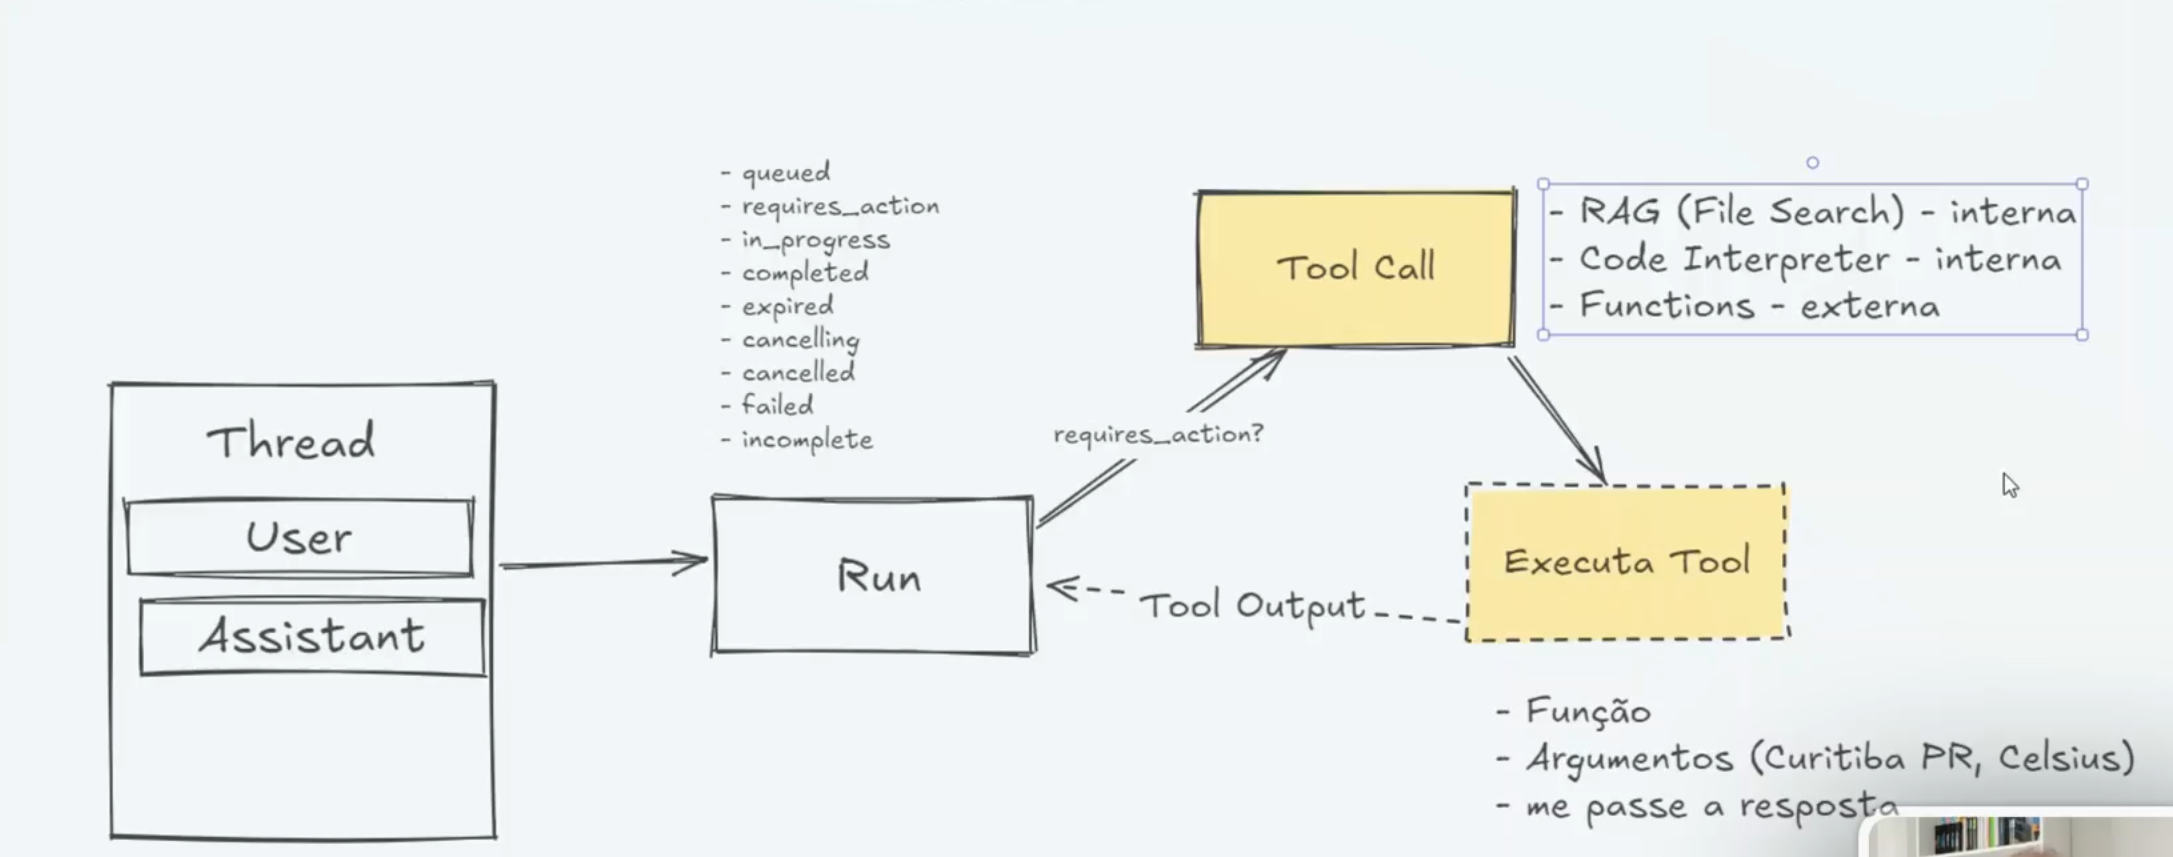 - queued
- requires_action
- in_progress
- completed
- expired
- cancelling
- cancelled
- failed
- incomplete
Tool Call
- RAG (File Search) - interna
- Code Interpreter - interna
- Functions - externa
requires_action?
Thread
User
Assistant
Run
Tool Output
Executa Tool
- Função
- Argumentos (Curitiba PR, Celsius)
- me passe a resposta